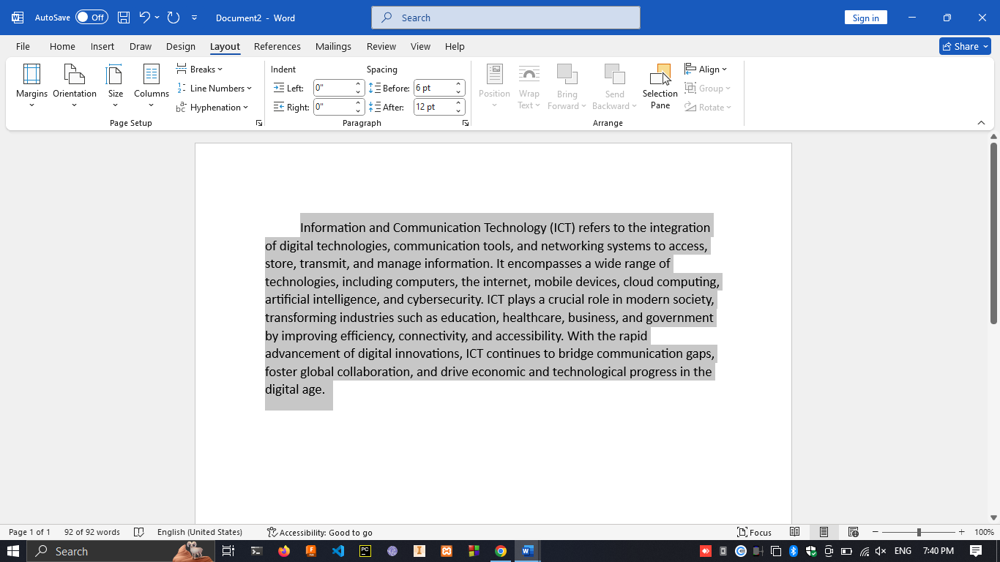 AutoSave Off Document2 - Word Search Sign in
File Home Insert Draw Design Layout References Mailings Review View Help Share
Margins Orientation Size Columns Breaks Line Numbers Hyphenation
Page Setup
Indent Spacing
Left: 0" Before: 6 pt
Right: 0" After: 12 pt
Paragraph
Position Wrap Text Bring Forward Send Backward Selection Pane Align Group Rotate
Arrange
Information and Communication Technology (ICT) refers to the integration
of digital technologies, communication tools, and networking systems to access,
store, transmit, and manage information. It encompasses a wide range of
technologies, including computers, the internet, mobile devices, cloud computing,
artificial intelligence, and cybersecurity. ICT plays a crucial role in modern society,
transforming industries such as education, healthcare, business, and government
by improving efficiency, connectivity, and accessibility. With the rapid
advancement of digital innovations, ICT continues to bridge communication gaps,
foster global collaboration, and drive economic and technological progress in the
digital age.
Page 1 of 1 92 of 92 words English (United States) Accessibility: Good to go Focus 100%
Search ENG 7:40 PM